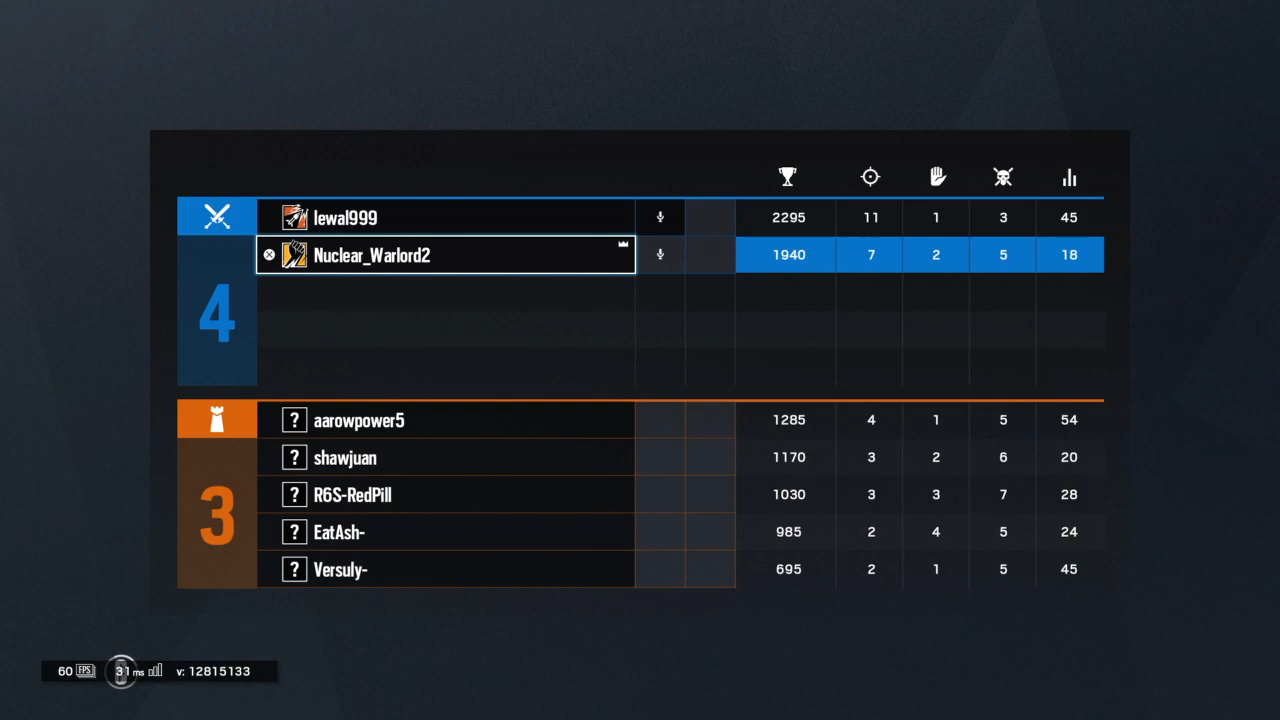 lewal999 2295 11 1 3 45
Nuclear_Warlord2 1940 7 2 5 18
4
? aarowpower5 1285 4 1 5 54
? shawjuan 1170 3 2 6 20
? R6S-RedPill 1030 3 3 7 28
3
? EatAsh- 985 2 4 5 24
? Versuly- 695 2 1 5 45
60 FPS 31 ms v: 12815133